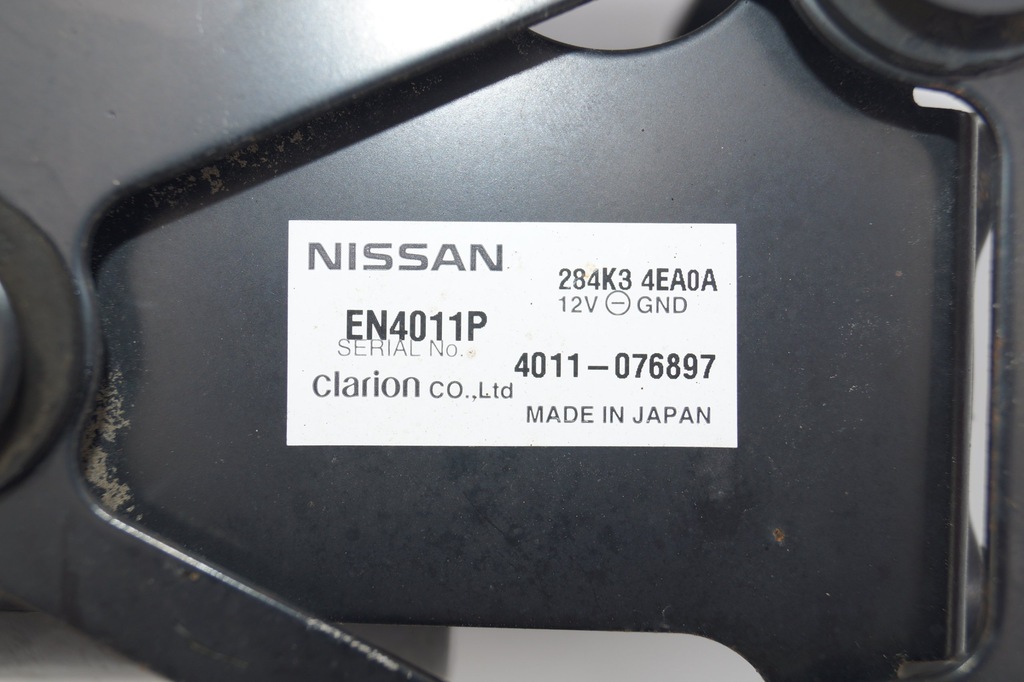 NISSAN
284K3 4EA0A
12V ⊖ GND
EN4011P
SERIAL No.
4011-076897
Clarion CO.,Ltd
MADE IN JAPAN